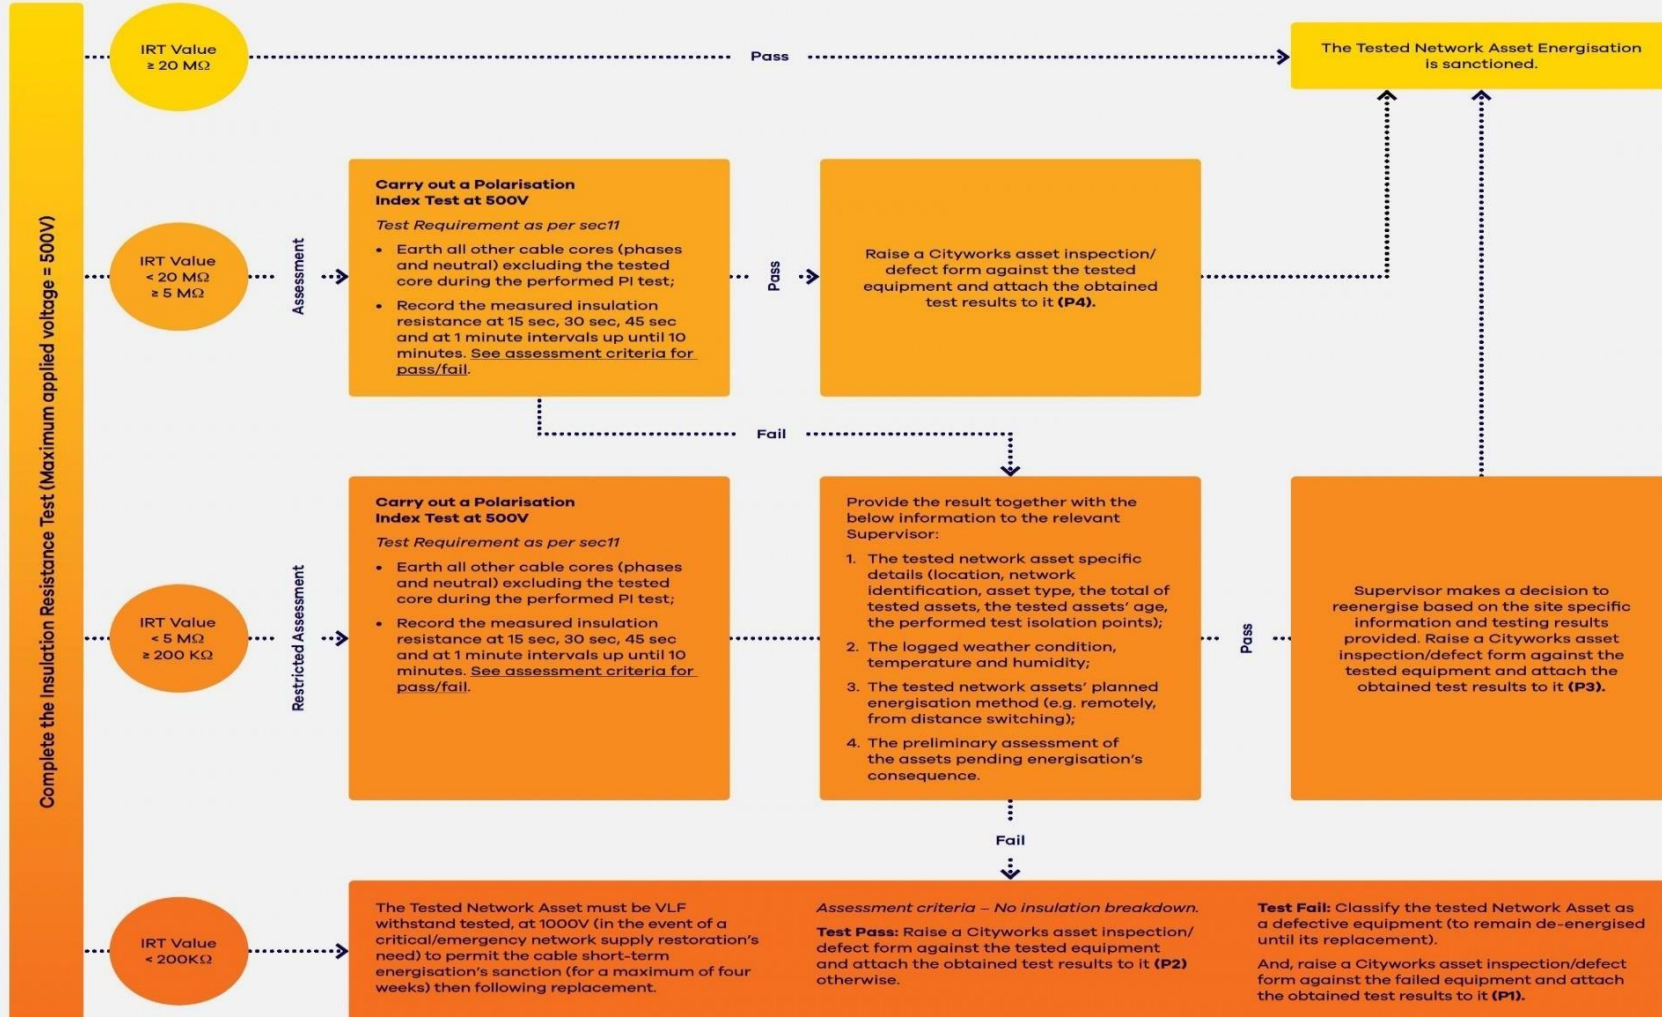 Complete the Insulation Resistance Test (Maximum applied voltage = 500V)
IRT Value
≥ 20 MΩ
Pass
The Tested Network Asset Energisation
is sanctioned.
IRT Value
< 20 MΩ
≥ 5 MΩ
Assessment
Carry out a Polarisation
Index Test at 500V
Test Requirement as per sec11
• Earth all other cable cores (phases
and neutral) excluding the tested
core during the performed PI test;
• Record the measured insulation
resistance at 15 sec, 30 sec, 45 sec
and at 1 minute intervals up until 10
minutes. See assessment criteria for
pass/fail.
Pass
Raise a Cityworks asset inspection/
defect form against the tested
equipment and attach the obtained
test results to it (P4).
Fail
IRT Value
< 5 MΩ
≥ 200 KΩ
Restricted Assessment
Carry out a Polarisation
Index Test at 500V
Test Requirement as per sec11
• Earth all other cable cores (phases
and neutral) excluding the tested
core during the performed PI test;
• Record the measured insulation
resistance at 15 sec, 30 sec, 45 sec
and at 1 minute intervals up until 10
minutes. See assessment criteria for
pass/fail.
Provide the result together with the
below information to the relevant
Supervisor:
1. The tested network asset specific
details (location, network
identification, asset type, the total of
tested assets, the tested assets' age,
the performed test isolation points);
2. The logged weather condition,
temperature and humidity;
3. The tested network assets' planned
energisation method (e.g. remotely,
from distance switching);
4. The preliminary assessment of
the assets pending energisation's
consequence.
Pass
Supervisor makes a decision to
reenergise based on the site specific
information and testing results
provided. Raise a Cityworks asset
inspection/defect form against the
tested equipment and attach the
obtained test results to it (P3).
Fail
IRT Value
< 200KΩ
The Tested Network Asset must be VLF
withstand tested, at 1000V (in the event of a
critical/emergency network supply restoration's
need) to permit the cable short-term
energisation's sanction (for a maximum of four
weeks) then following replacement.
Assessment criteria – No insulation breakdown.
Test Pass: Raise a Cityworks asset inspection/
defect form against the tested equipment
and attach the obtained test results to it (P2)
otherwise.
Test Fail: Classify the tested Network Asset as
a defective equipment (to remain de-energised
until its replacement).
And, raise a Cityworks asset inspection/defect
form against the failed equipment and attach
the obtained test results to it (P1).